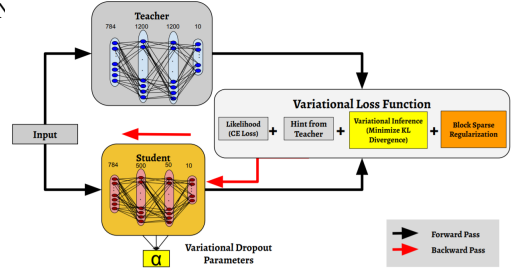 Teacher
784 1200 1200 10
Input
Variational Loss Function
Likelihood
(CE Loss)
+
Hint from
Teacher
+
Variational Inference
(Minimize KL
Divergence)
+
Block Sparse
Regularization
Student
784 500 50 10
α
Variational Dropout
Parameters
Forward Pass
Backward Pass